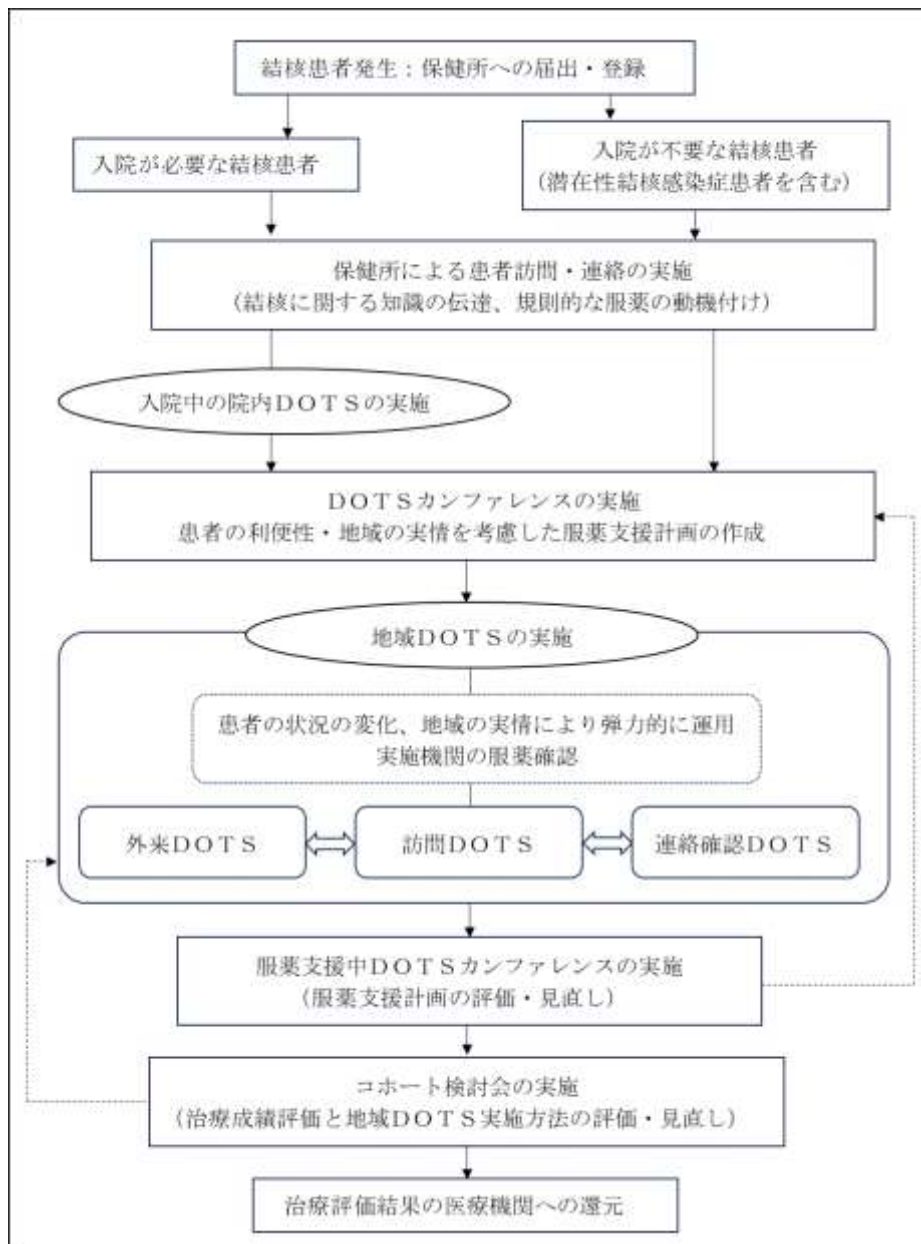 結核患者発生：保健所への届出・登録
入院が必要な結核患者
入院が不要な結核患者
（潜在性結核感染症患者を含む）
保健所による患者訪問・連絡の実施
（結核に関する知識の伝達、規則的な服薬の動機付け）
入院中の院内ＤＯＴＳの実施
ＤＯＴＳカンファレンスの実施
患者の利便性・地域の実情を考慮した服薬支援計画の作成
地域ＤＯＴＳの実施
患者の状況の変化、地域の実情により弾力的に運用
実施機関の服薬確認
外来ＤＯＴＳ
訪問ＤＯＴＳ
連絡確認ＤＯＴＳ
服薬支援中ＤＯＴＳカンファレンスの実施
（服薬支援計画の評価・見直し）
コホート検討会の実施
（治療成績評価と地域ＤＯＴＳ実施方法の評価・見直し）
治療評価結果の医療機関への還元